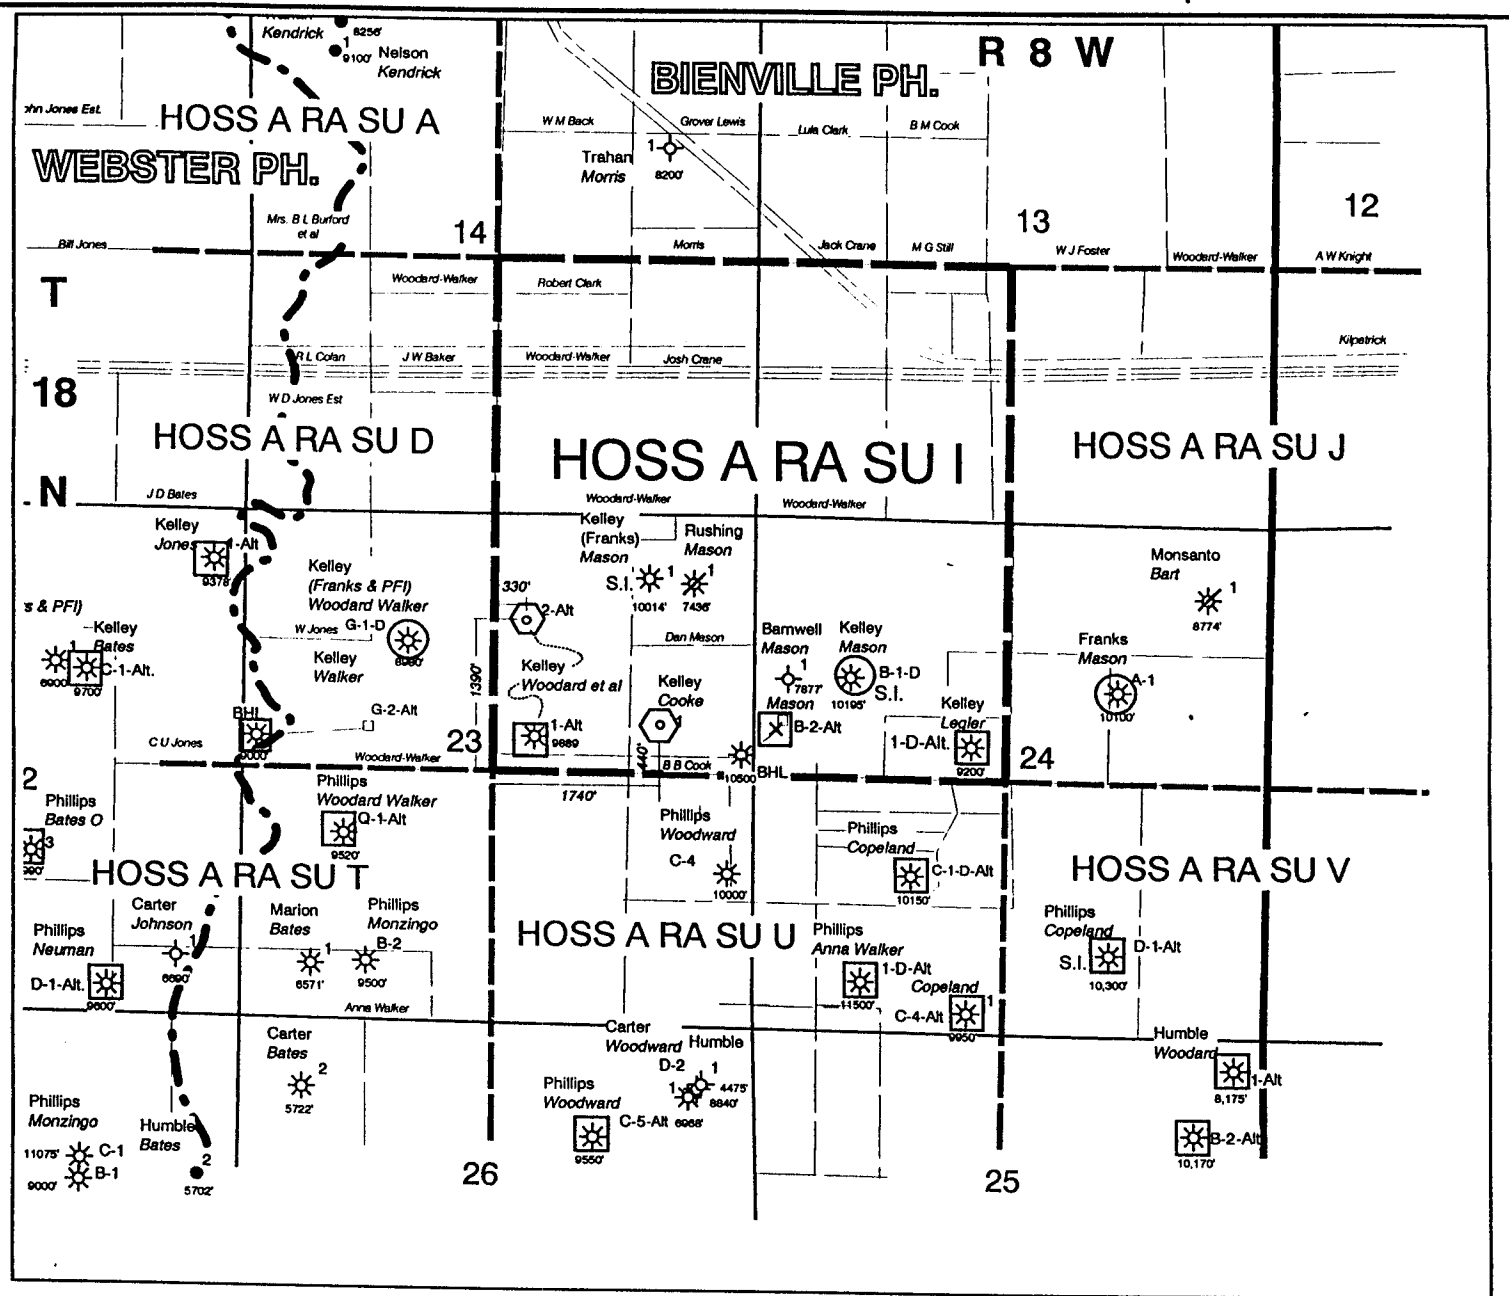 Kendrick
8256'
1
9100'
Nelson
Kendrick
R 8 W
BIENVILLE PH.
John Jones Est.
HOSS A RA SU A
W M Back
Grover Lewis
Lula Clark
B M Cook
WEBSTER PH.
Trahan
Morris
1
8200'
Mrs. B L Burford
et al
14
13
12
Bill Jones
Morris
Jack Crane
M G Still
W J Foster
Woodard-Walker
A W Knight
T
Woodard-Walker
Robert Clark
R L Colan
J W Baker
Woodard-Walker
Josh Crane
Kilpatrick
18
W D Jones Est
HOSS A RA SU D
HOSS A RA SU I
HOSS A RA SU J
N
J D Bates
Woodard-Walker
Woodard-Walker
Kelley
Jones
1-Alt
9378'
Kelley
(Franks)
Mason
S.I.
1
10014'
Rushing
Mason
1
7436'
Monsanto
Bart
1
8774'
Kelley
(Franks & PFI)
Woodard Walker
G-1-D
8980'
330'
2-Alt
s & PFI)
Kelley
Bates
1
8900'
C-1-Alt.
9700'
W Jones
Kelley
Walker
1390'
Kelley
Woodard et al
Dan Mason
Barnwell
Mason
1
7877'
Kelley
Mason
B-1-D
S.I.
10195'
Franks
Mason
A-1
10100'
Kelley
Cooke
1
Mason
B-2-Alt
Kelley
Legler
1-D-Alt.
9200'
BHL
9000'
G-2-Alt
C U Jones
Woodard-Walker
23
1-Alt
9889
440'
B B Cook
10500'
BHL
24
1740'
2
Phillips
Bates O
3
Phillips
Woodard Walker
Q-1-Alt
9520'
Phillips
Woodward
C-4
10000'
Phillips
Copeland
C-1-D-Alt
10150'
HOSS A RA SU T
HOSS A RA SU V
Carter
Johnson
1
6690'
Marion
Bates
1
6571'
Phillips
Monzingo
B-2
9500'
HOSS A RA SU U
Phillips
Neuman
D-1-Alt.
9600'
Phillips
Anna Walker
1-D-Alt
11500'
Phillips
Copeland
D-1-Alt
S.I.
10,300'
Anna Walker
Copeland
1
C-4-Alt
9950'
Carter
Bates
2
5722'
Carter
Woodward
D-2
Humble
1
4475'
1
8840'
6968'
Humble
Woodard
1-Alt
8,175'
Phillips
Woodward
C-5-Alt
9550'
B-2-Alt
10,170'
Phillips
Monzingo
11075'
C-1
9000'
B-1
Humble
Bates
2
5702'
26
25